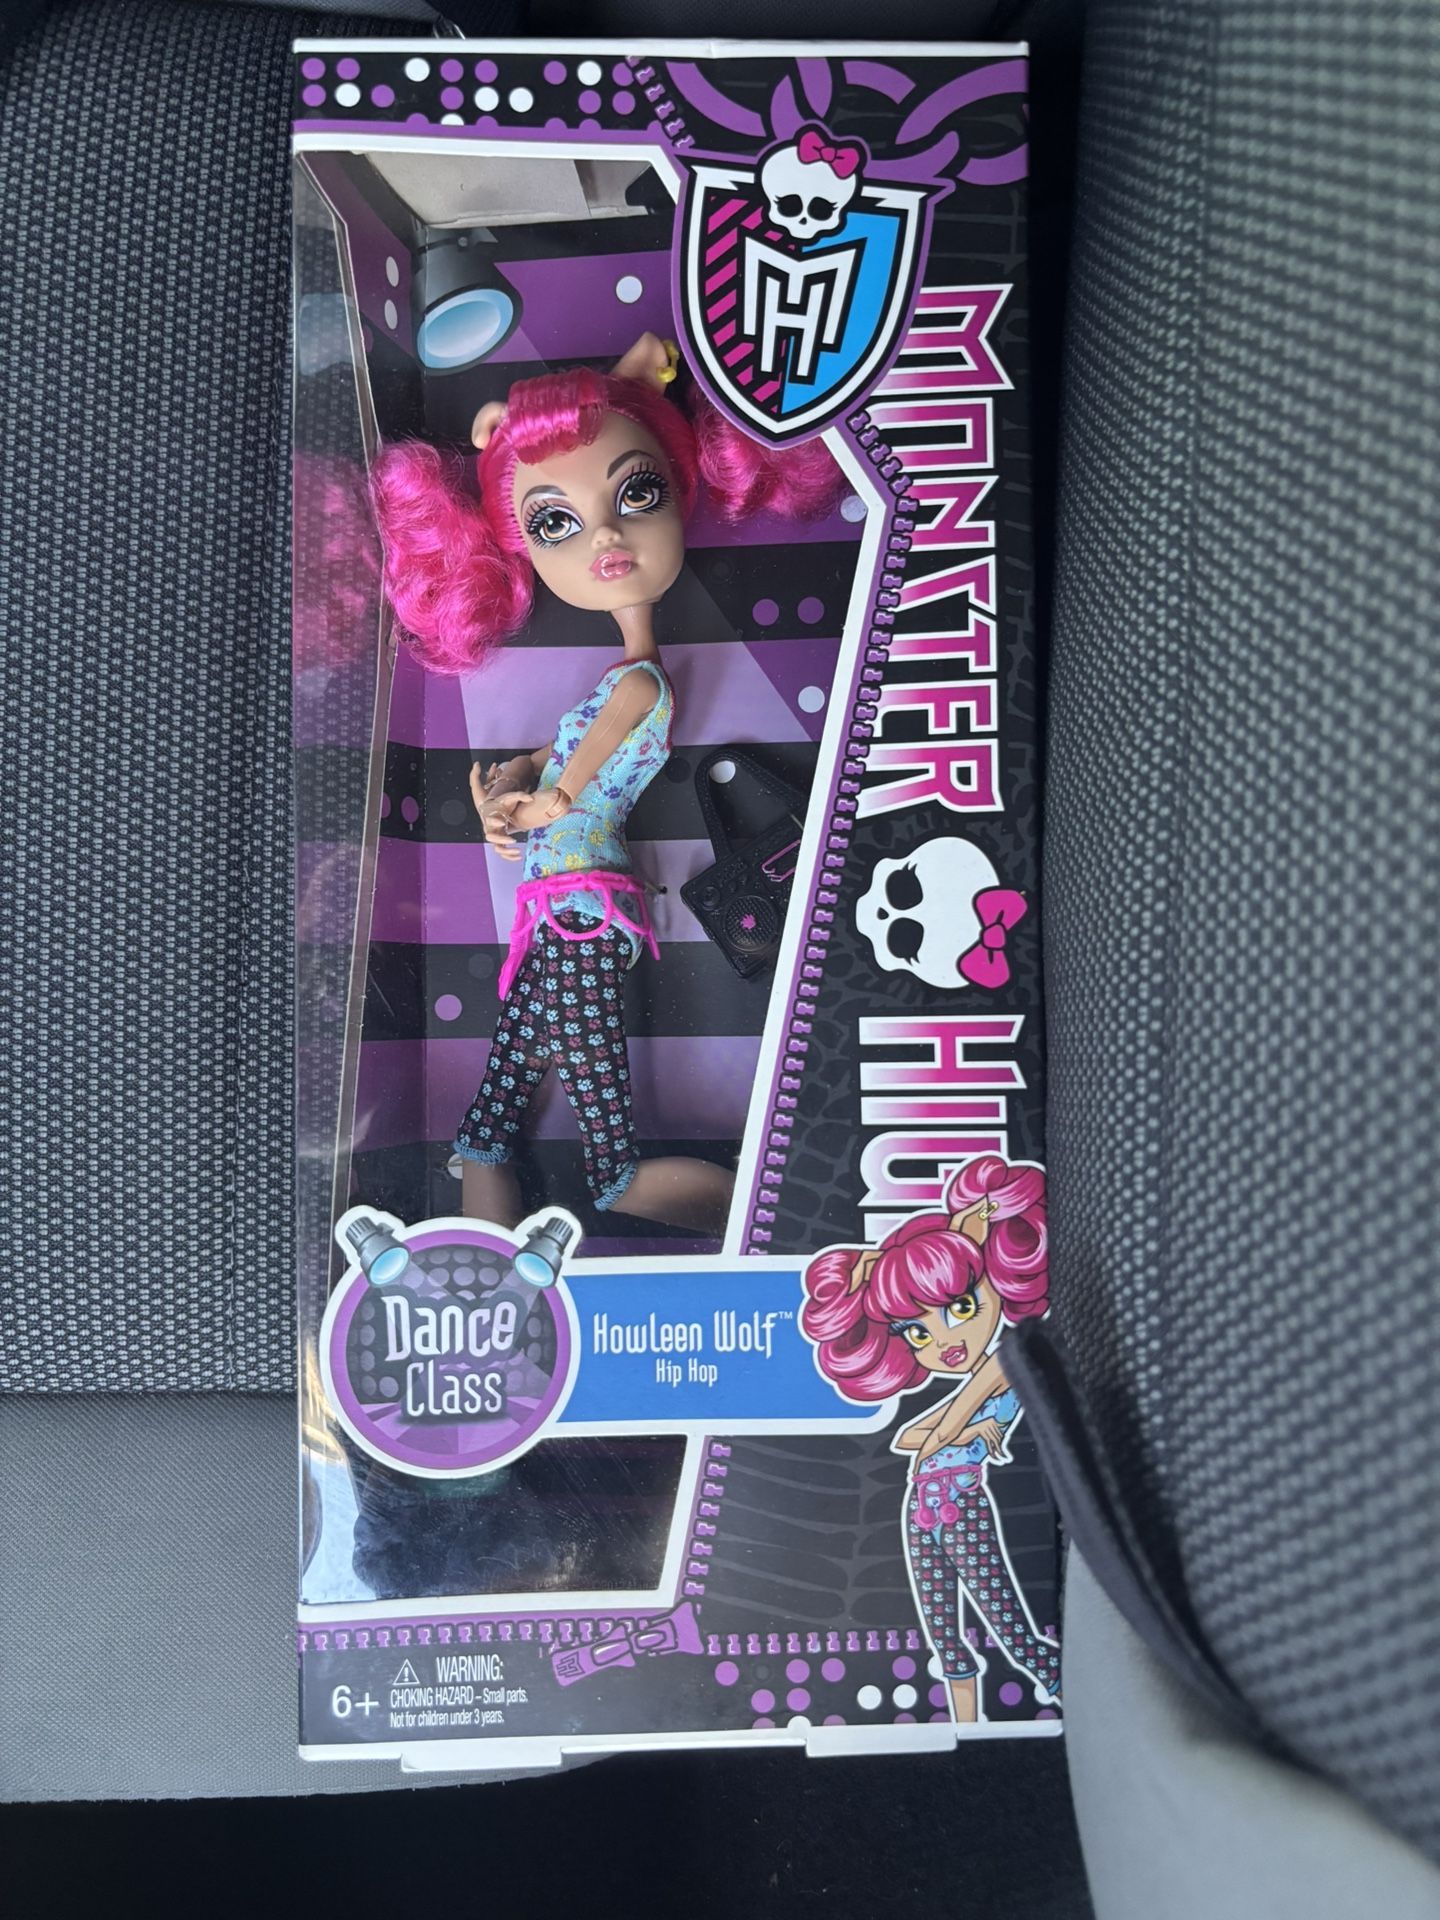 MH
MONSTER HIGH
Dance
Class
Howleen Wolf™
Hip Hop
6+
WARNING:
CHOKING HAZARD – Small parts.
Not for children under 3 years.